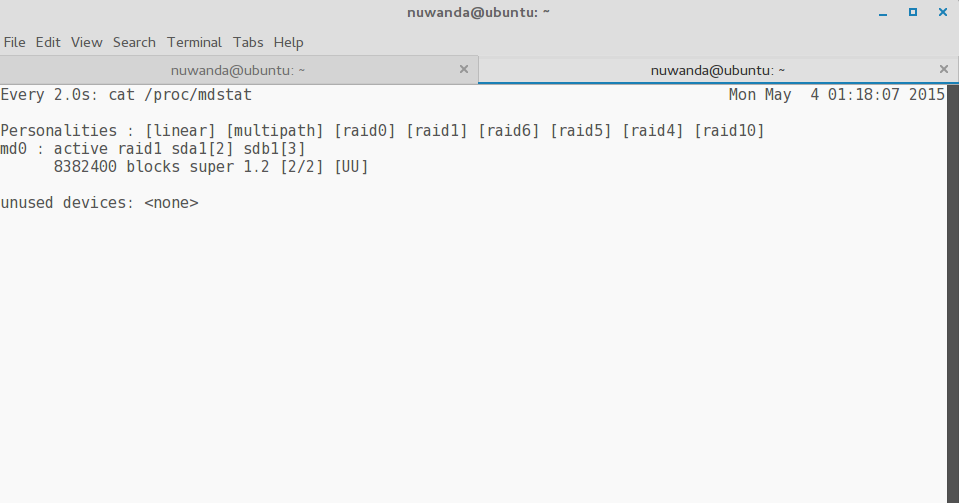 nuwanda@ubuntu: ~
File Edit View Search Terminal Tabs Help
nuwanda@ubuntu: ~ nuwanda@ubuntu: ~
Every 2.0s: cat /proc/mdstat Mon May  4 01:18:07 2015
Personalities : [linear] [multipath] [raid0] [raid1] [raid6] [raid5] [raid4] [raid10]
md0 : active raid1 sda1[2] sdb1[3]
      8382400 blocks super 1.2 [2/2] [UU]
unused devices: <none>